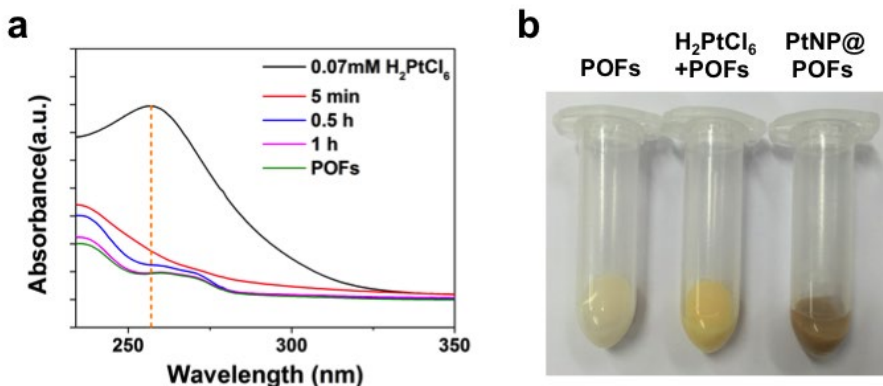 a
Absorbance(a.u.)
0.07mM H₂PtCl₆
5 min
0.5 h
1 h
POFs
250
300
350
Wavelength (nm)
b
POFs
H₂PtCl₆
+POFs
PtNP@
POFs